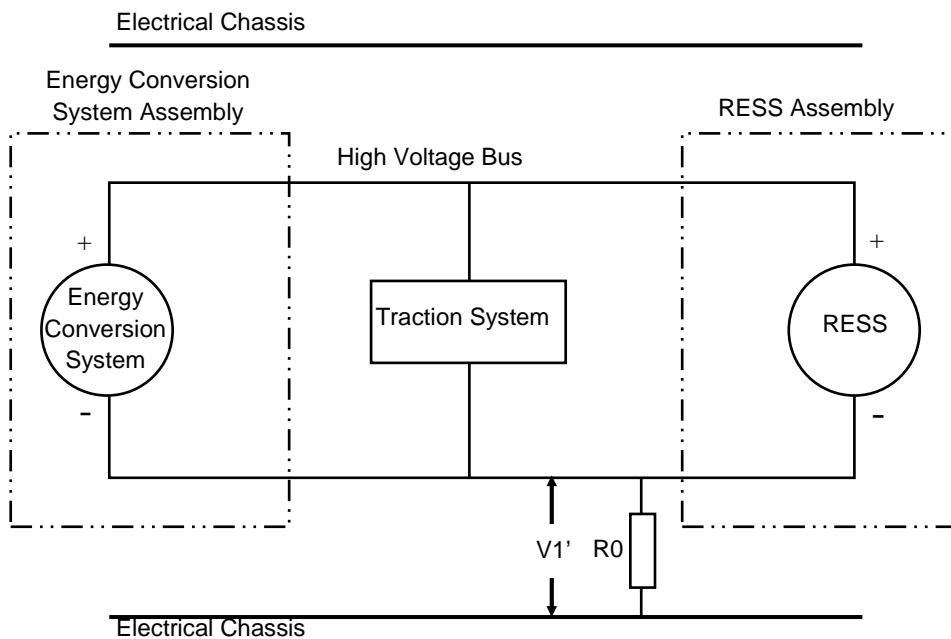 Electrical Chassis
Energy Conversion
System Assembly
RESS Assembly
High Voltage Bus
+
+
Energy
Conversion
System
Traction System
RESS
-
-
V1'
R0
Electrical Chassis